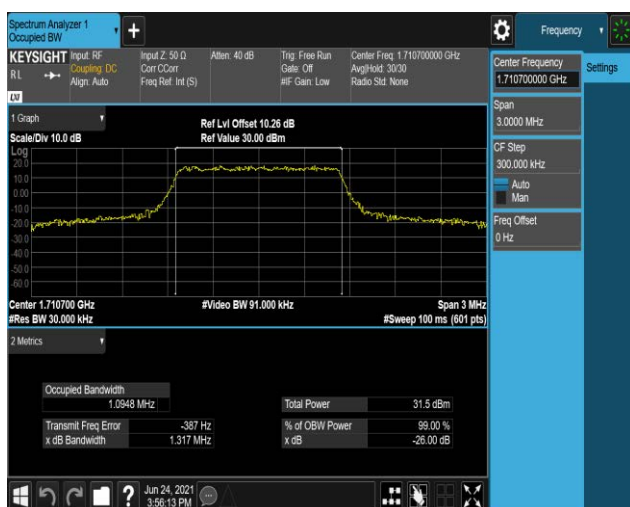 Spectrum Analyzer 1
Occupied BW
+
Frequency
KEYSIGHT
Input: RF
Coupling: DC
Align: Auto
RL
LXI
Input Z: 50 Ω
Corr CCorr
Freq Ref: Int (S)
Atten: 40 dB
Trig: Free Run
Gate: Off
#IF Gain: Low
Center Freq: 1.710700000 GHz
Avg|Hold: 30/30
Radio Std: None
Center Frequency
1.710700000 GHz
Settings
Span
3.0000 MHz
CF Step
300.000 kHz
Auto
Man
Freq Offset
0 Hz
1 Graph
Scale/Div 10.0 dB
Ref Lvl Offset 10.26 dB
Ref Value 30.00 dBm
Log
20.0
10.0
0.00
-10.0
-20.0
-30.0
-40.0
-50.0
-60.0
Center 1.710700 GHz
#Video BW 91.000 kHz
Span 3 MHz
#Res BW 30.000 kHz
#Sweep 100 ms (601 pts)
2 Metrics
Occupied Bandwidth
1.0948 MHz
Total Power 31.5 dBm
Transmit Freq Error -387 Hz
% of OBW Power 99.00 %
x dB Bandwidth 1.317 MHz
x dB -26.00 dB
?
Jun 24, 2021
3:56:13 PM